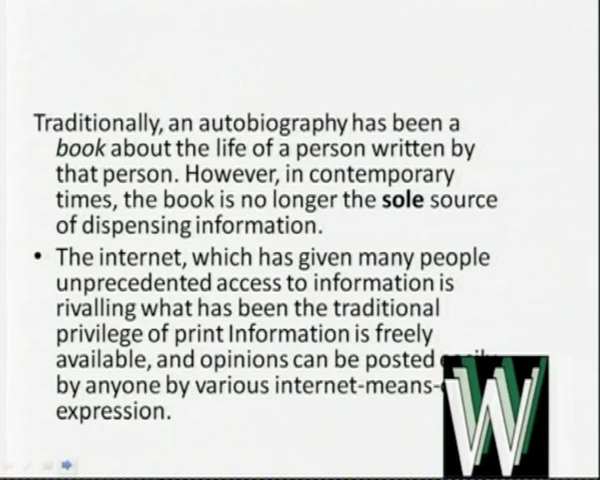 Traditionally, an autobiography has been a
book about the life of a person written by
that person. However, in contemporary
times, the book is no longer the sole source
of dispensing information.
• The internet, which has given many people
unprecedented access to information is
rivalling what has been the traditional
privilege of print Information is freely
available, and opinions can be posted
by anyone by various internet-means-
expression.
W